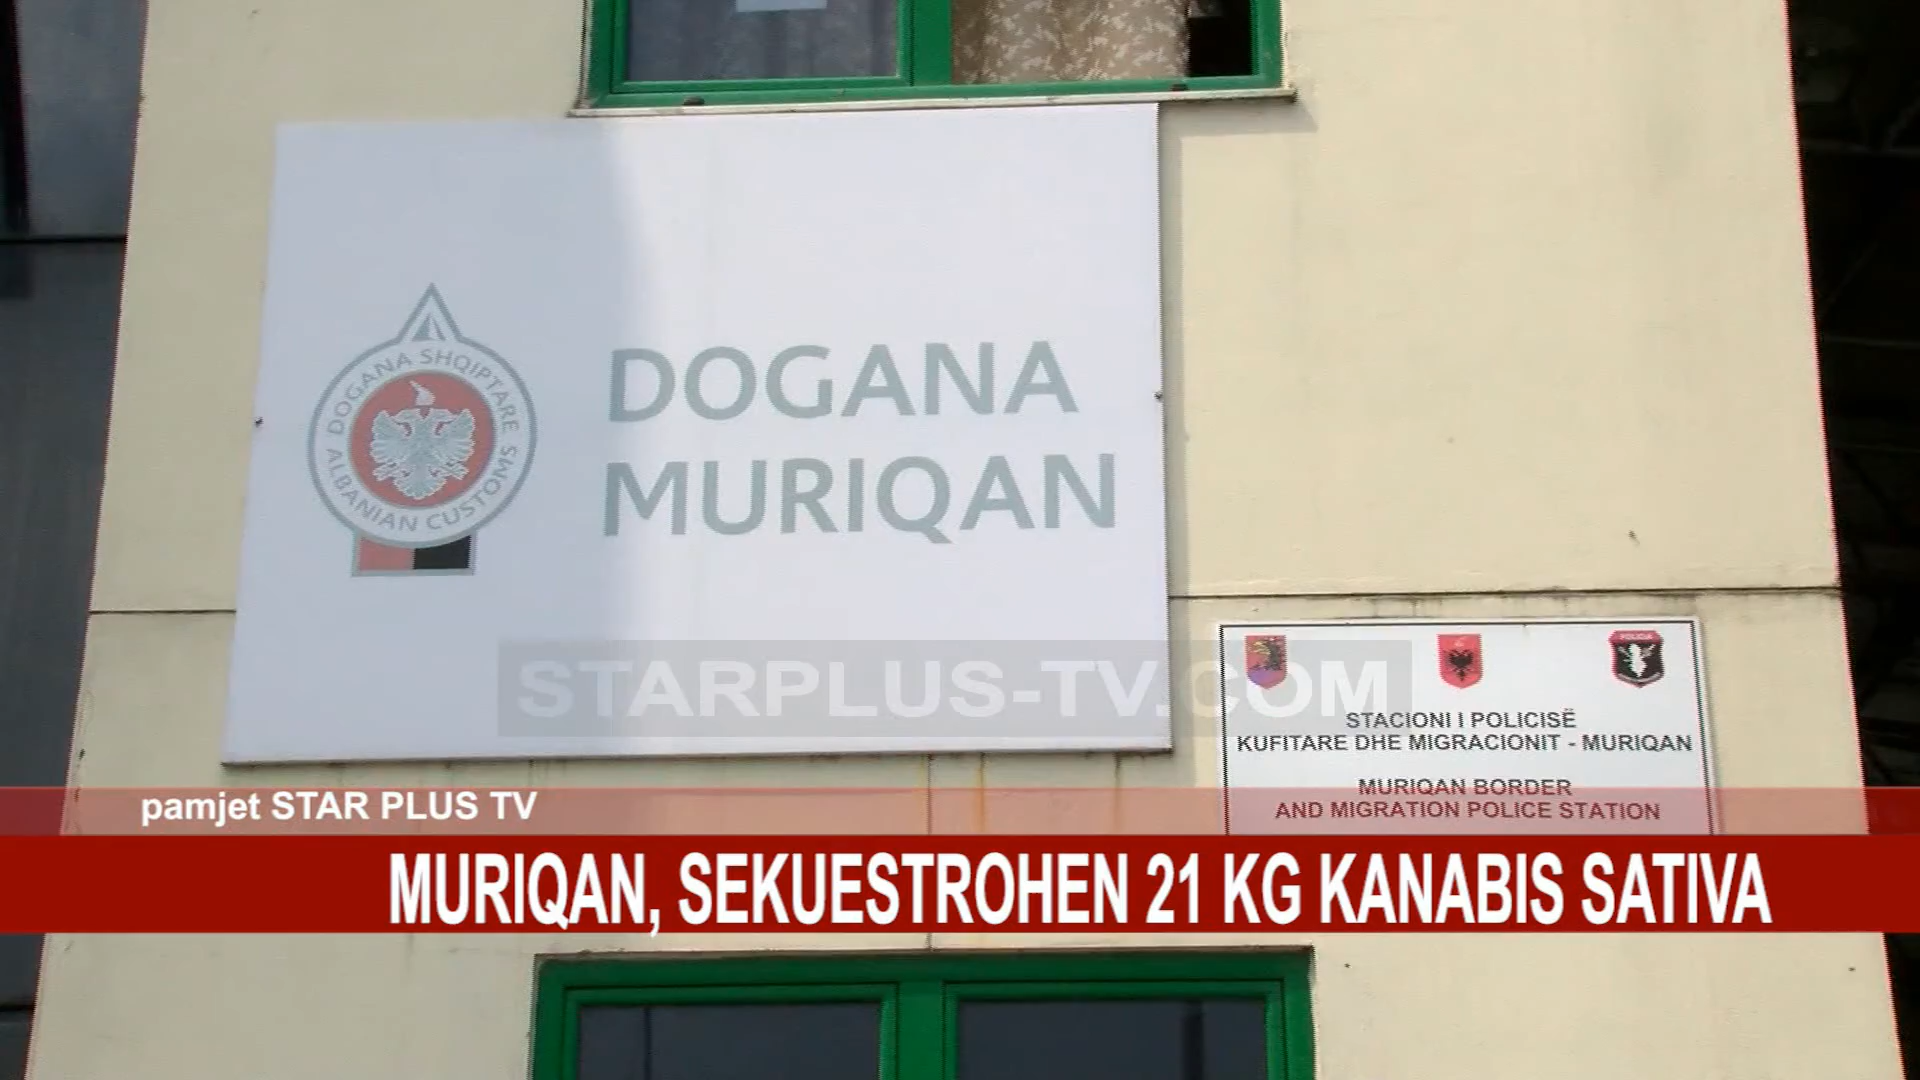 DOGANA SHQIPTARE
ALBANIAN CUSTOMS
DOGANA
MURIQAN
STARPLUS-TV.COM
POLICIA
STACIONI I POLICISË
KUFITARE DHE MIGRACIONIT - MURIQAN
MURIQAN BORDER
AND MIGRATION POLICE STATION
pamjet STAR PLUS TV
MURIQAN, SEKUESTROHEN 21 KG KANABIS SATIVA